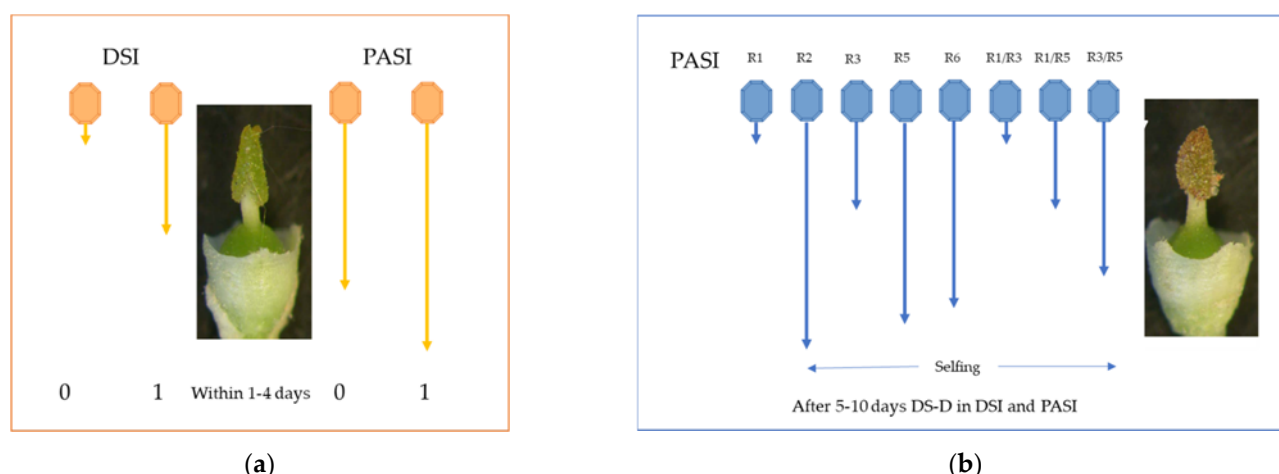 DSI PASI
0 1 Within 1-4 days 0 1
(a)
PASI R1 R2 R3 R5 R6 R1/R3 R1/R5 R3/R5
Selfing
After 5-10 days DS-D in DSI and PASI
(b)